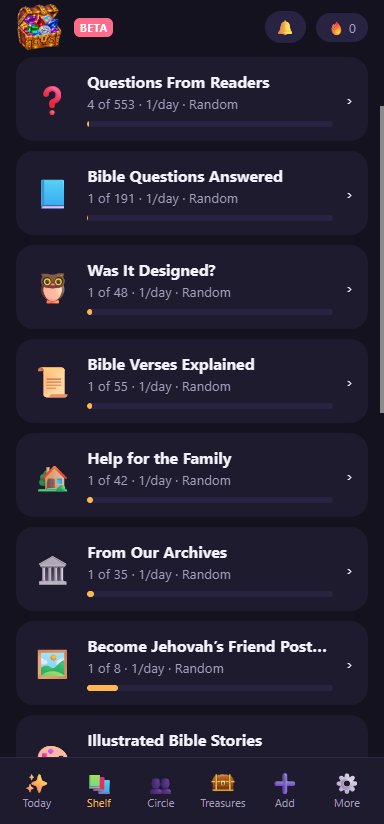 BETA
0
Questions From Readers
4 of 553 · 1/day · Random
Bible Questions Answered
1 of 191 · 1/day · Random
Was It Designed?
1 of 48 · 1/day · Random
Bible Verses Explained
1 of 55 · 1/day · Random
Help for the Family
1 of 42 · 1/day · Random
From Our Archives
1 of 35 · 1/day · Random
Become Jehovah’s Friend Post…
1 of 8 · 1/day · Random
Illustrated Bible Stories
Today
Shelf
Circle
Treasures
Add
More